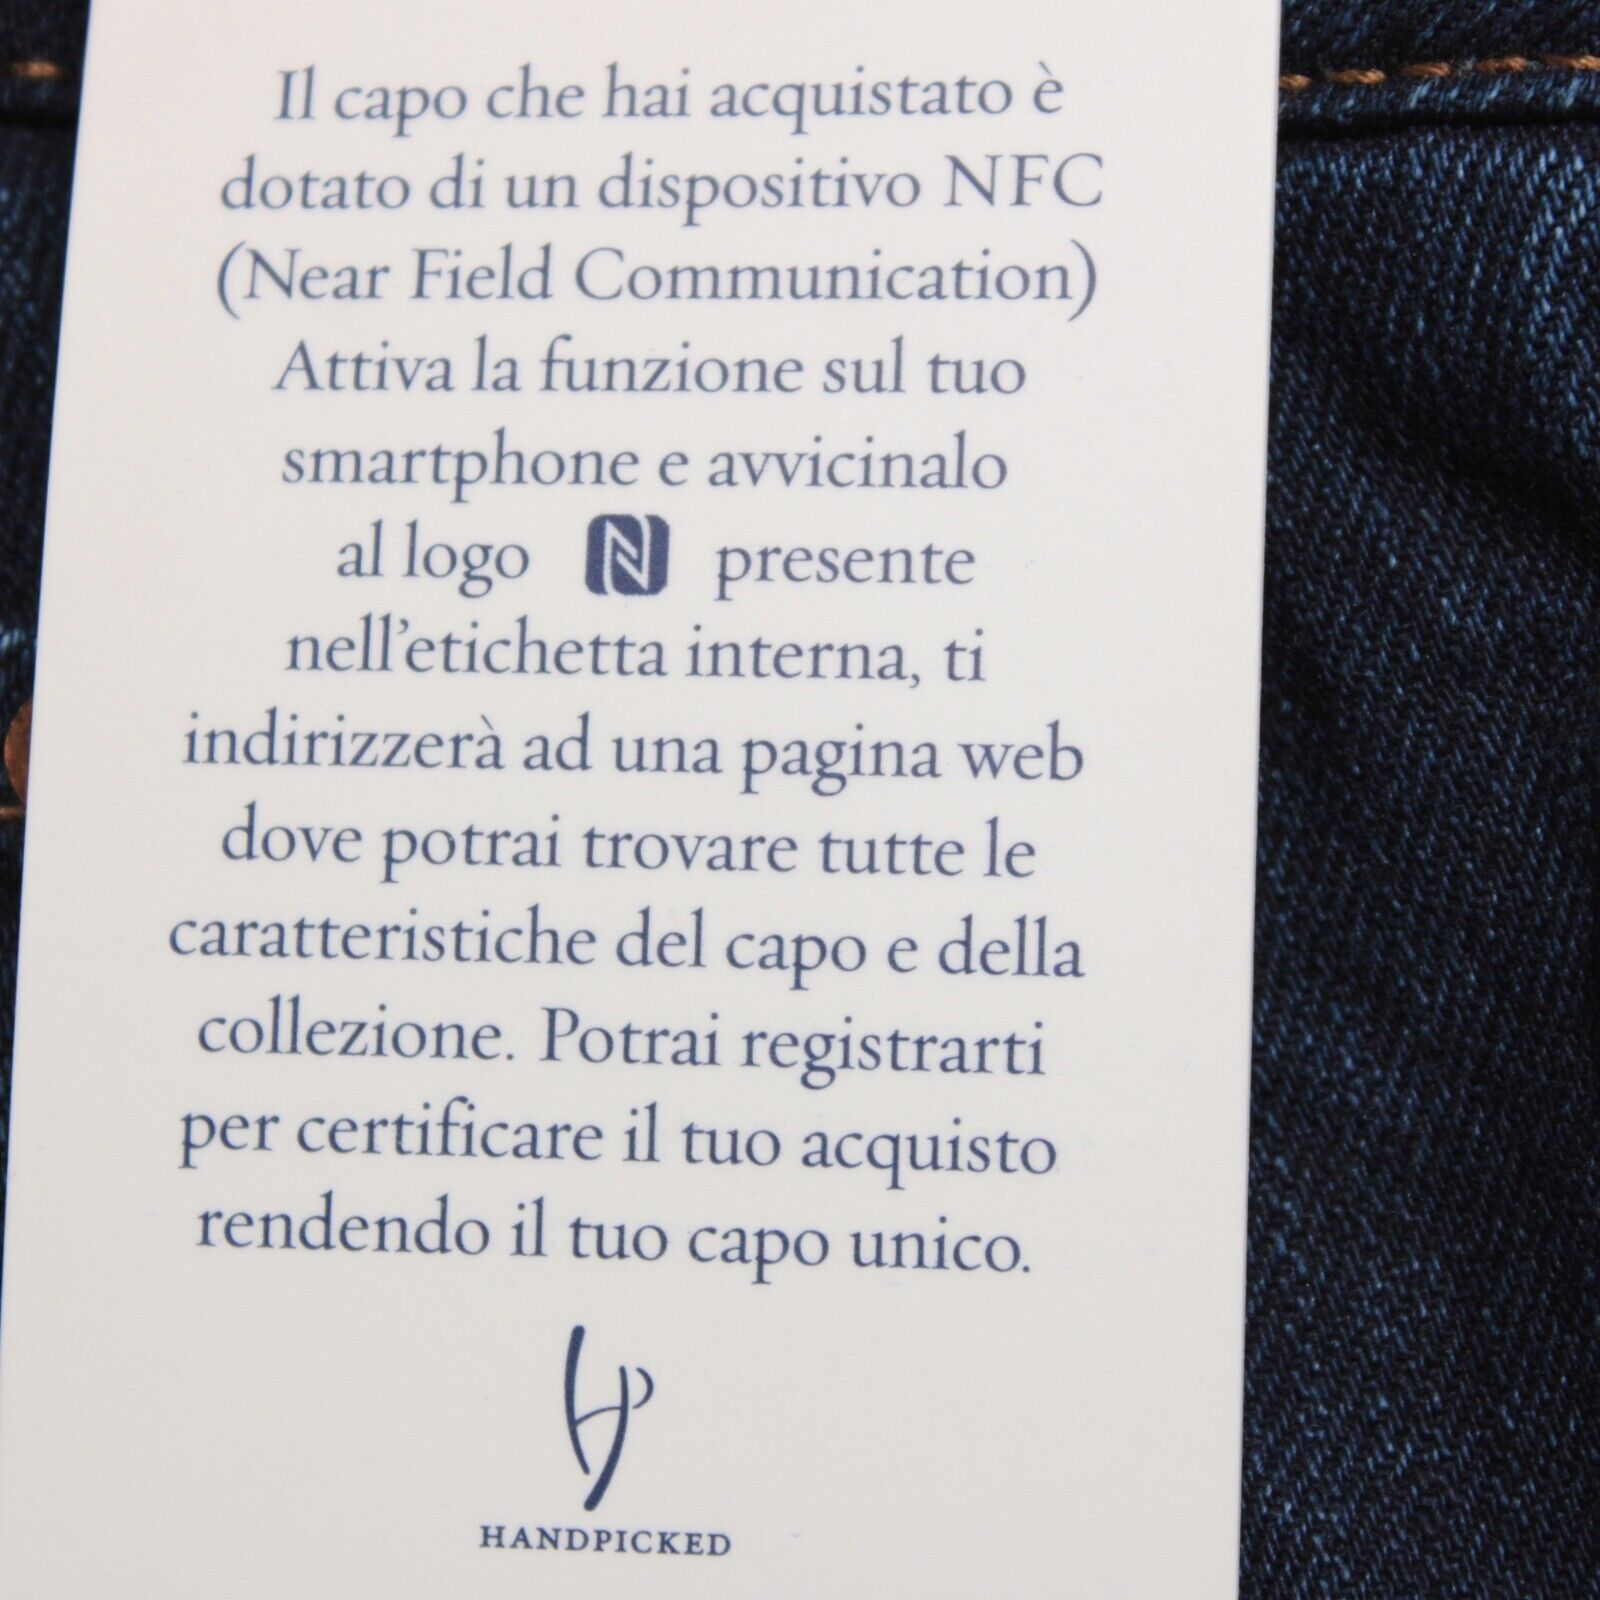 Il capo che hai acquistato è
dotato di un dispositivo NFC
(Near Field Communication)
Attiva la funzione sul tuo
smartphone e avvicinalo
al logo N presente
nell'etichetta interna, ti
indirizzerà ad una pagina web
dove potrai trovare tutte le
caratteristiche del capo e della
collezione. Potrai registrarti
per certificare il tuo acquisto
rendendo il tuo capo unico.
HANDPICKED